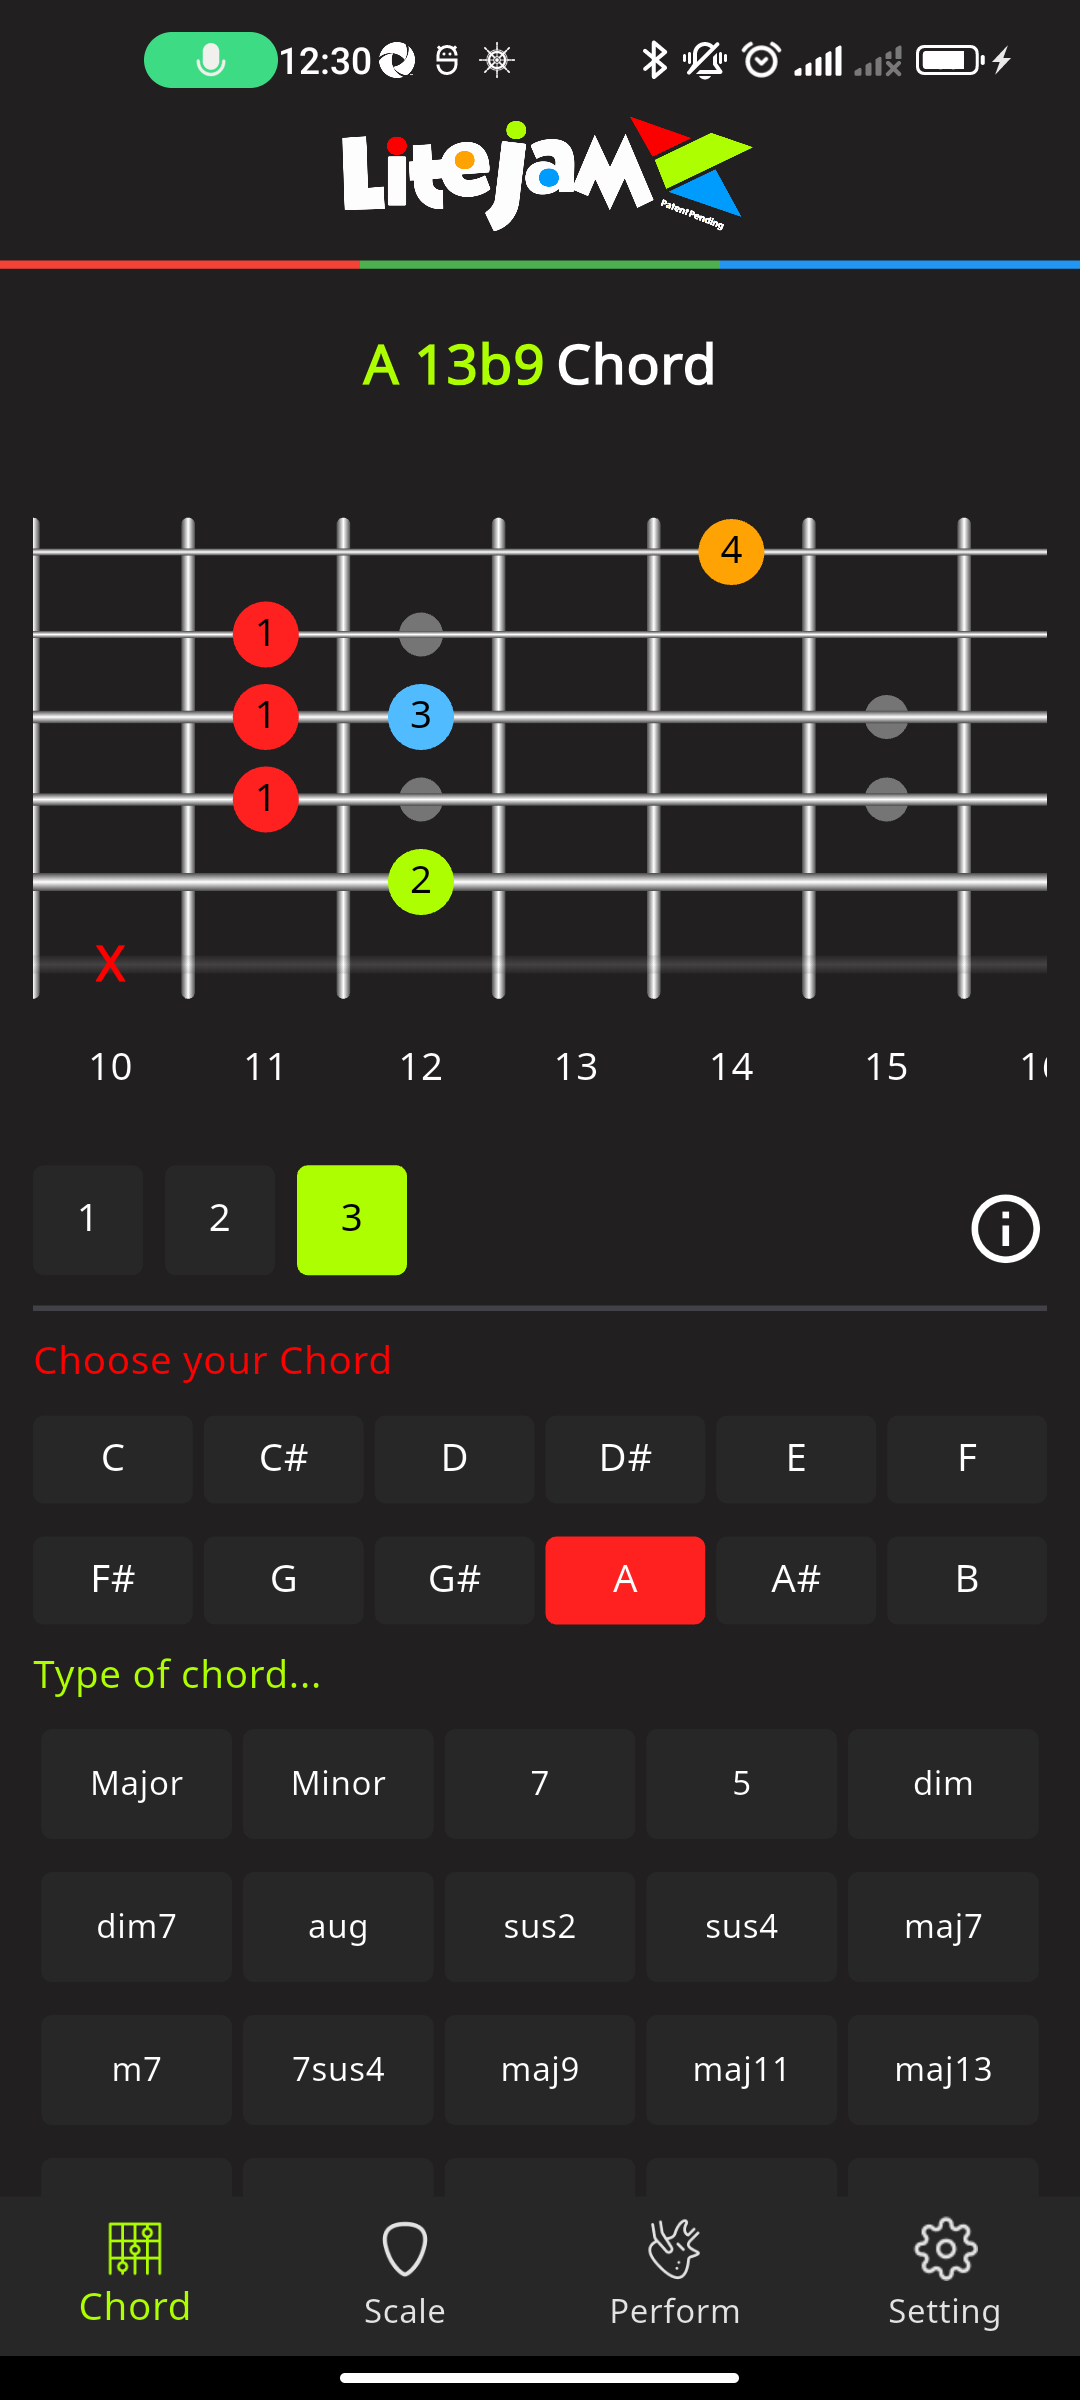 12:30
Litejam
Patent Pending
A 13b9 Chord
4
1
1 3
1
2
X
10 11 12 13 14 15
1 2 3
Choose your Chord
C C# D D# E F
F# G G# A A# B
Type of chord...
Major Minor 7 5 dim
dim7 aug sus2 sus4 maj7
m7 7sus4 maj9 maj11 maj13
Chord Scale Perform Setting